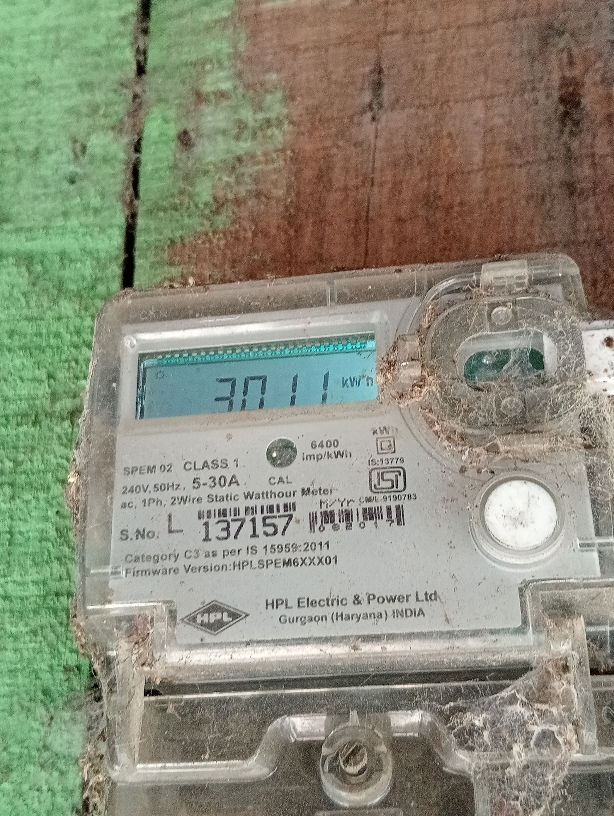 kWh
6400
imp/kWh
kWh
SPEM 02 CLASS 1
240V, 50Hz, 5-30A CAL
IS:13779
ac, 1Ph, 2Wire Static Watthour Meter
M/Yr CM/L-9190783
S.No. L 137157
Category C3 as per IS 15959:2011
Firmware Version:HPLSPEM6XXX01
HPL
HPL Electric & Power Ltd
Gurgaon (Haryana) INDIA